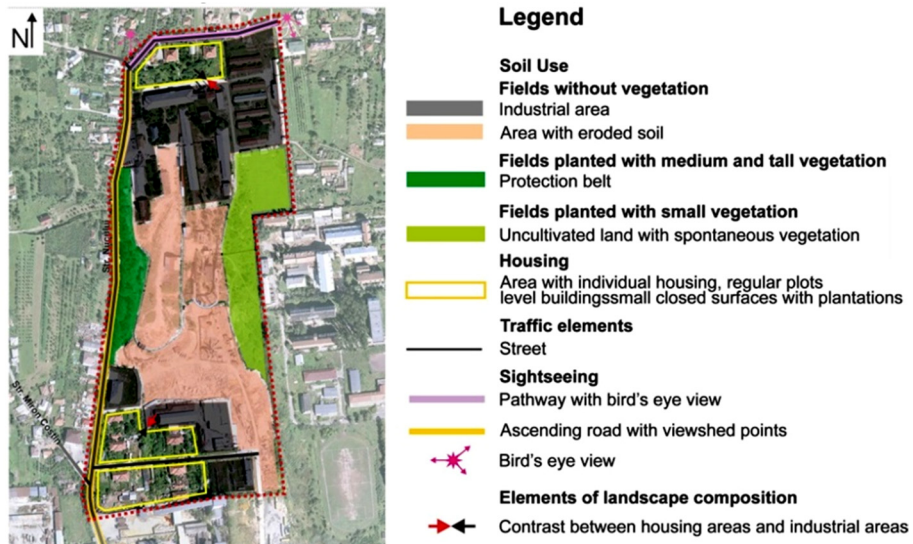 N
Str. Miron Costin
Legend
Soil Use
Fields without vegetation
Industrial area
Area with eroded soil
Fields planted with medium and tall vegetation
Protection belt
Fields planted with small vegetation
Uncultivated land with spontaneous vegetation
Housing
Area with individual housing, regular plots
level buildingssmall closed surfaces with plantations
Traffic elements
Street
Sightseeing
Pathway with bird's eye view
Ascending road with viewshed points
Bird's eye view
Elements of landscape composition
Contrast between housing areas and industrial areas